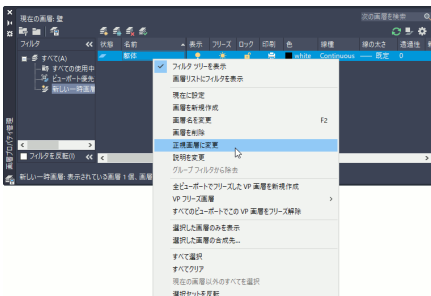 現在の画層: 壁
次の画層を検索
フィルタ
状態 名前 表示 フリーズ ロック 印刷 色 線種 線の太さ 透過性
すべて(A)
すべての使用中
ビューポート優先
新しい一時画層
躯体
white Continuous 既定 0
フィルタを反転(I)
新しい一時画層: 表示されている画層 1 個、画層
画層プロパティ管理
フィルタ ツリーを表示
画層リストにフィルタを表示
現在に設定
画層を新規作成
画層名を変更 F2
画層を削除
正規画層に変更
説明を変更
グループ フィルタから除去
全ビューポートでフリーズした VP 画層を新規作成
VP フリーズ画層
すべてのビューポートでこの VP 画層をフリーズ解除
選択した画層のみを表示
選択した画層の合成先...
すべて選択
すべてクリア
現在の画層以外のすべてを選択
選択セットを反転